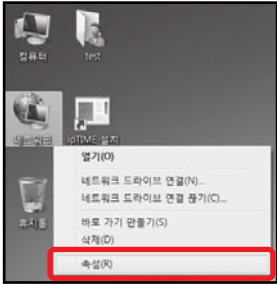 컴퓨터
test
네트워크
ipTIME 설치
열기(O)
네트워크 드라이브 연결(N)...
네트워크 드라이브 연결 끊기(C)...
휴지통
바로 가기 만들기(S)
삭제(D)
속성(R)